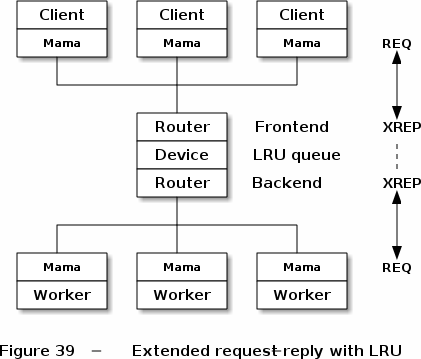 Client Client Client
Mama Mama Mama REQ
Router Frontend XREP
Device LRU queue
Router Backend XREP
Mama Mama Mama REQ
Worker Worker Worker
Figure 39 – Extended request-reply with LRU